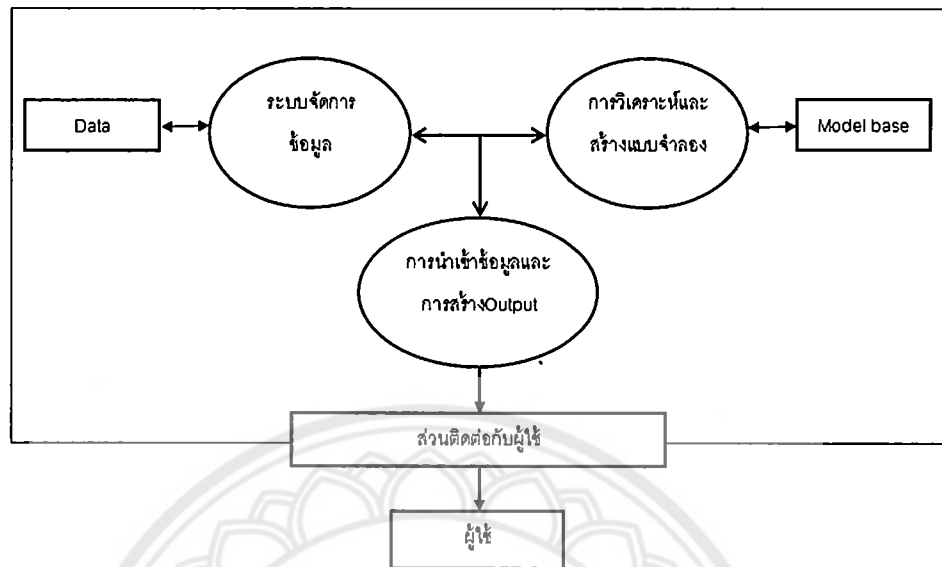 Data
ระบบจัดการ
ข้อมูล
การวิเคราะห์และ
สร้างแบบจำลอง
Model base
การนำเข้าข้อมูลและ
การสร้างOutput
ส่วนติดต่อกับผู้ใช้
ผู้ใช้